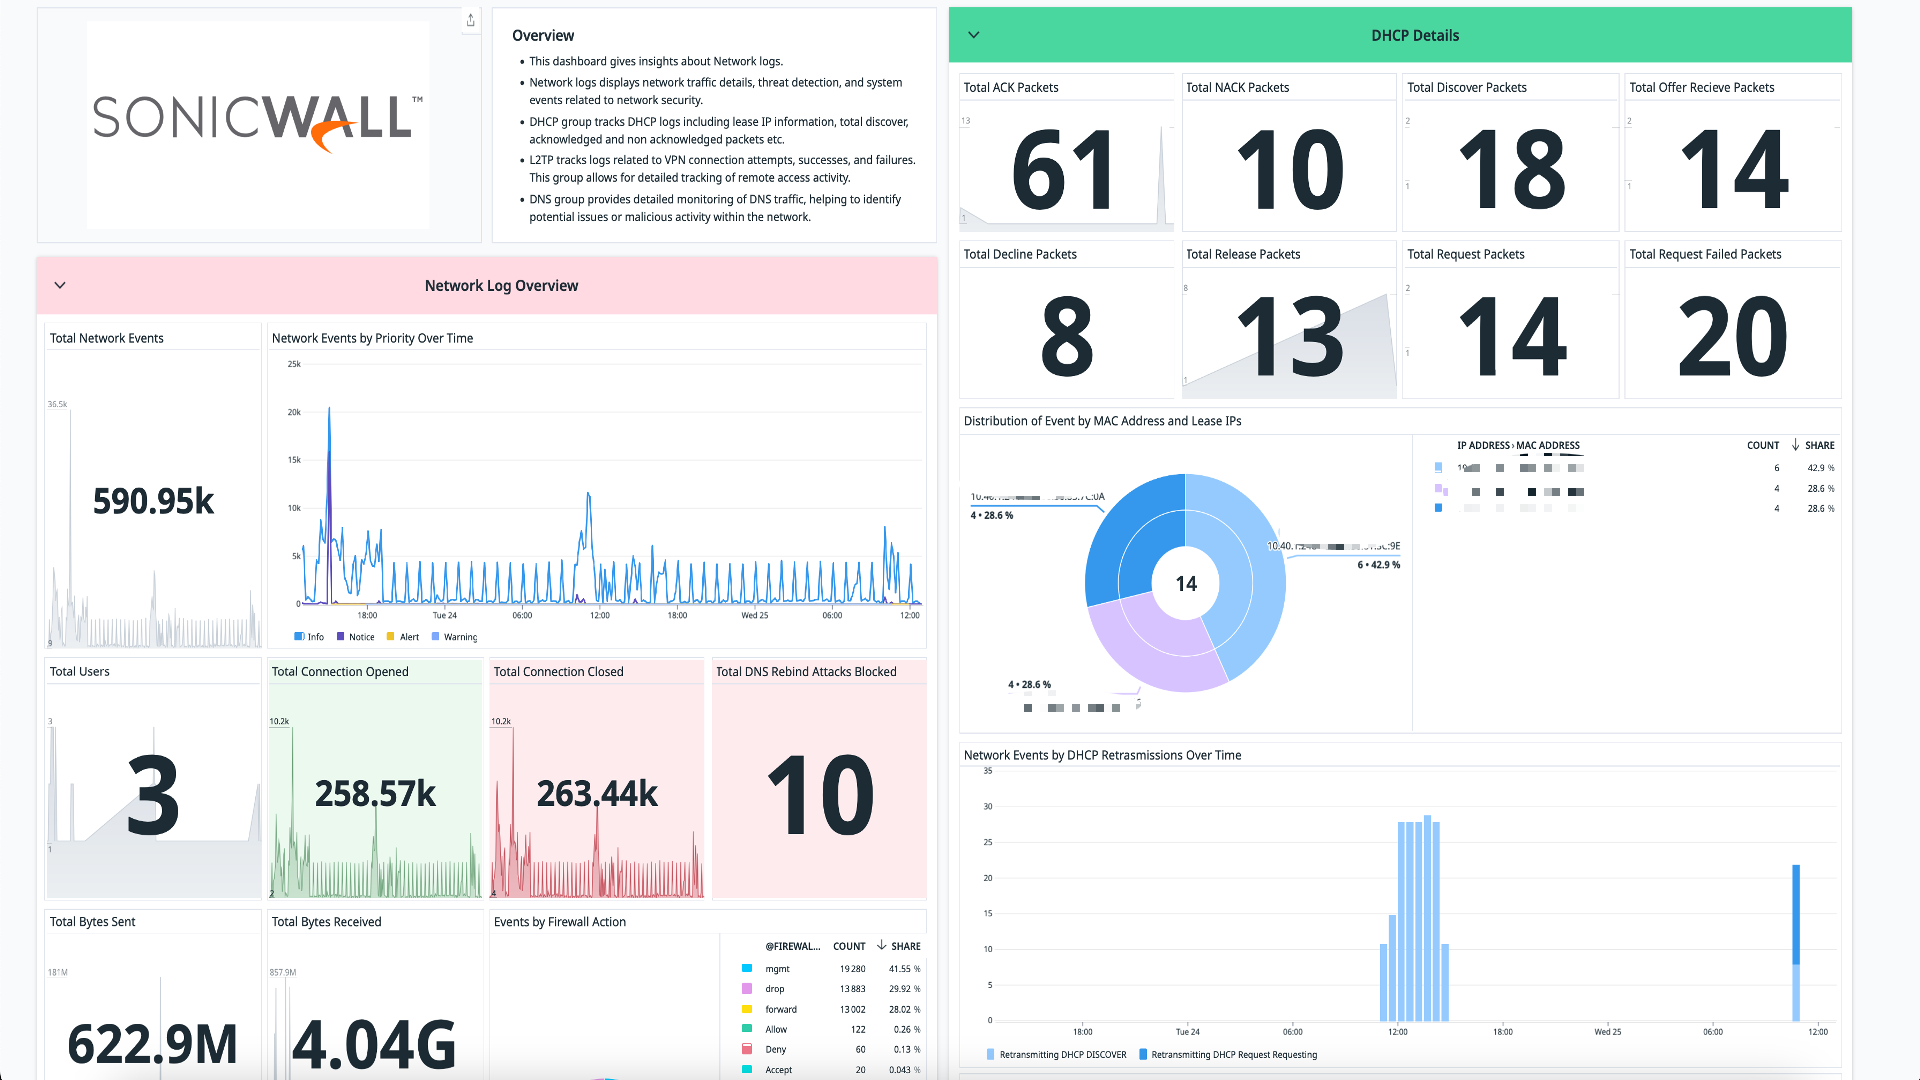 SONICWALL™
Overview
• This dashboard gives insights about Network logs.
• Network logs displays network traffic details, threat detection, and system
events related to network security.
• DHCP group tracks DHCP logs including lease IP information, total discover,
acknowledged and non acknowledged packets etc.
• L2TP tracks logs related to VPN connection attempts, successes, and failures.
This group allows for detailed tracking of remote access activity.
• DNS group provides detailed monitoring of DNS traffic, helping to identify
potential issues or malicious activity within the network.
Network Log Overview
Total Network Events
36.5k
590.95k
9
Network Events by Priority Over Time
25k
20k
15k
10k
5k
0
18:00 Tue 24 06:00 12:00 18:00 Wed 25 06:00 12:00
Info Notice Alert Warning
Total Users
3
3
1
Total Connection Opened
10.2k
258.57k
2
Total Connection Closed
10.2k
263.44k
4
Total DNS Rebind Attacks Blocked
10
Total Bytes Sent
181M
622.9M
Total Bytes Received
857.9M
4.04G
Events by Firewall Action
@FIREWAL... COUNT ↓ SHARE
mgmt 19 280 41.55 %
drop 13 883 29.92 %
forward 13 002 28.02 %
Allow 122 0.26 %
Deny 60 0.13 %
Accept 20 0.043 %
DHCP Details
Total ACK Packets
13
61
1
Total NACK Packets
10
Total Discover Packets
2
18
1
Total Offer Recieve Packets
2
14
1
Total Decline Packets
8
Total Release Packets
8
13
1
Total Request Packets
2
14
1
Total Request Failed Packets
20
Distribution of Event by MAC Address and Lease IPs
4 • 28.6 %
6 • 42.9 %
14
4 • 28.6 %
IP ADDRESS › MAC ADDRESS COUNT ↓ SHARE
6 42.9 %
4 28.6 %
4 28.6 %
Network Events by DHCP Retrasmissions Over Time
35
30
25
20
15
10
5
0
18:00 Tue 24 06:00 12:00 18:00 Wed 25 06:00 12:00
Retransmitting DHCP DISCOVER Retransmitting DHCP Request Requesting